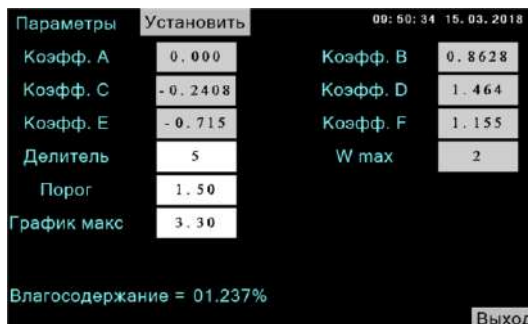 Параметры Установить 09:50:34 15.03.2018
Коэфф. A 0.000 Коэфф. B 0.8628
Коэфф. C -0.2408 Коэфф. D 1.464
Коэфф. E -0.715 Коэфф. F 1.155
Делитель 5 W max 2
Порог 1.50
График макс 3.30
Влагосодержание = 01.237%
Выход